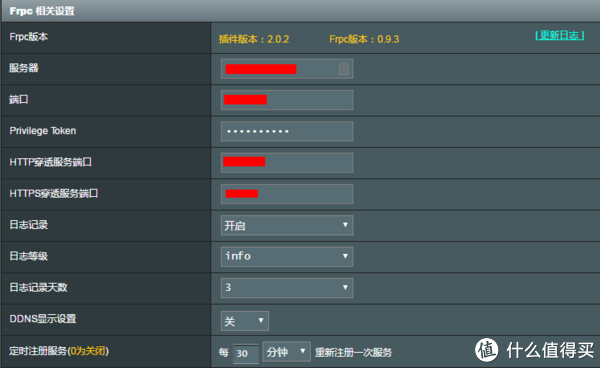 Frpc 相关设置
Frpc版本 插件版本：2.0.2 Frpc版本：0.9.3 [ 更新日志 ]
服务器
端口
Privilege Token ••••••••••
HTTP穿透服务端口
HTTPS穿透服务端口
日志记录 开启
日志等级 info
日志记录天数 3
DDNS显示设置 关
定时注册服务(0为关闭) 每 30 分钟 重新注册一次服务
值 什么值得买